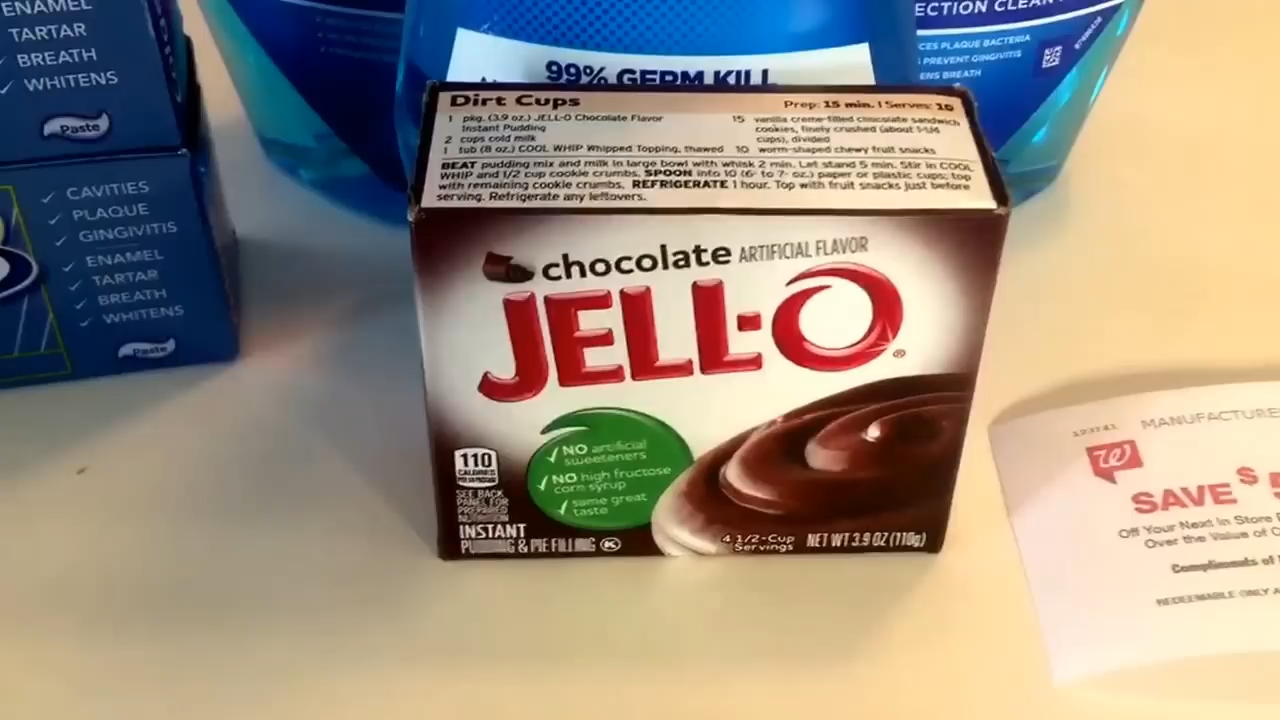 ENAMEL
TARTAR
BREATH
WHITENS
Paste
CAVITIES
PLAQUE
GINGIVITIS
ENAMEL
TARTAR
BREATH
WHITENS
Paste
99% GERM KILL
ECTION CLEAN
CES PLAQUE BACTERIA
PREVENT GINGIVITIS
ENS BREATH
Dirt Cups
Prep: 15 min. | Serves: 10
1 pkg. (3.9 oz.) JELL-O Chocolate Flavor
Instant Pudding
2 cups cold milk
1 tub (8 oz.) COOL WHIP Whipped Topping, thawed
15 vanilla creme-filled chocolate sandwich
cookies, finely crushed (about 1-1/4
cups), divided
10 worm-shaped chewy fruit snacks
BEAT pudding mix and milk in large bowl with whisk 2 min. Let stand 5 min. Stir in COOL
WHIP and 1/2 cup cookie crumbs. SPOON into 10 (6- to 7- oz.) paper or plastic cups; top
with remaining cookie crumbs. REFRIGERATE 1 hour. Top with fruit snacks just before
serving. Refrigerate any leftovers.
chocolate ARTIFICIAL FLAVOR
JELL-O®
NO artificial
sweeteners
NO high fructose
corn syrup
same great
taste
110
CALORIES
SEE BACK
PANEL FOR
PREPARED
NUTRITION
INSTANT
PUDDING & PIE FILLING K
4 1/2-Cup
Servings
NET WT 3.9 OZ (110g)
MANUFACTURE
W
SAVE $5
Off Your Next In Store
Over the Value of
Compliments of
REDEEMABLE ONLY A